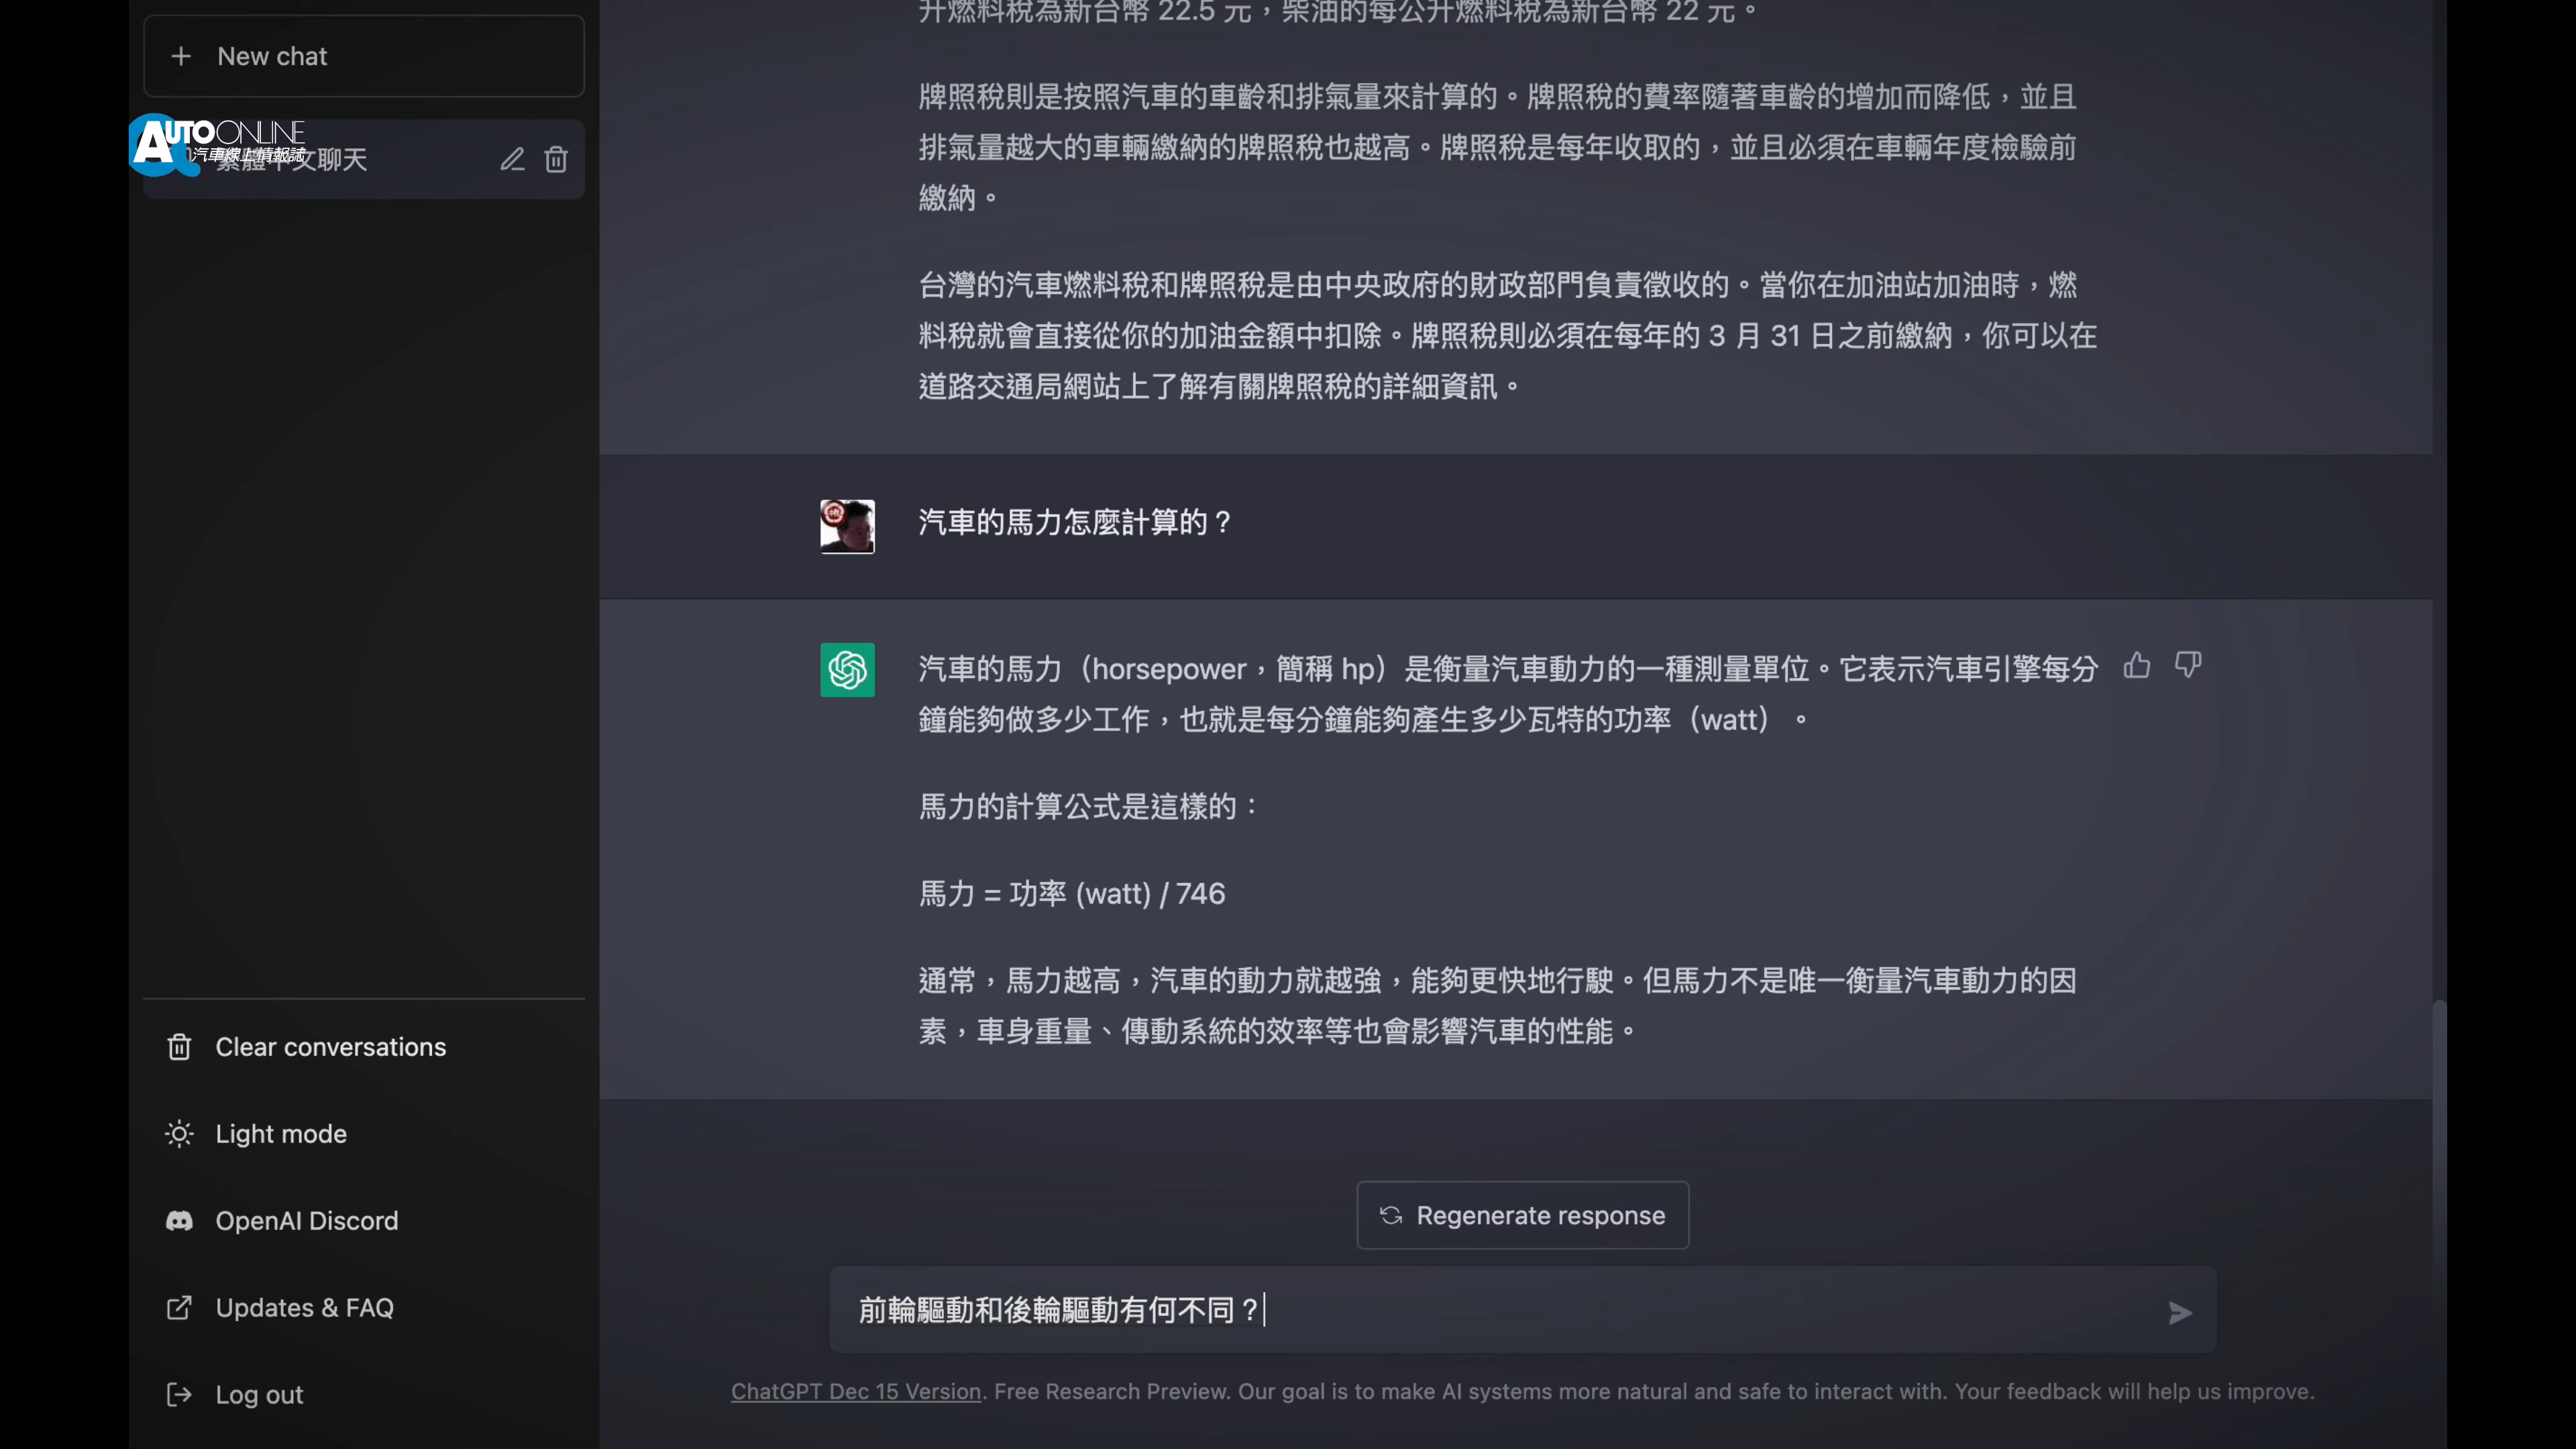 New chat
AUTO ONLINE
汽車線上情報誌
繁體中文聊天
Clear conversations
Light mode
OpenAI Discord
Updates & FAQ
Log out
升燃料稅為新台幣 22.5 元，柴油的每公升燃料稅為新台幣 22 元。
牌照稅則是按照汽車的車齡和排氣量來計算的。牌照稅的費率隨著車齡的增加而降低，並且
排氣量越大的車輛繳納的牌照稅也越高。牌照稅是每年收取的，並且必須在車輛年度檢驗前
繳納。
台灣的汽車燃料稅和牌照稅是由中央政府的財政部門負責徵收的。當你在加油站加油時，燃
料稅就會直接從你的加油金額中扣除。牌照稅則必須在每年的 3 月 31 日之前繳納，你可以在
道路交通局網站上了解有關牌照稅的詳細資訊。
汽車的馬力怎麼計算的？
汽車的馬力（horsepower，簡稱 hp）是衡量汽車動力的一種測量單位。它表示汽車引擎每分
鐘能夠做多少工作，也就是每分鐘能夠產生多少瓦特的功率（watt）。
馬力的計算公式是這樣的：
馬力 = 功率 (watt) / 746
通常，馬力越高，汽車的動力就越強，能夠更快地行駛。但馬力不是唯一衡量汽車動力的因
素，車身重量、傳動系統的效率等也會影響汽車的性能。
Regenerate response
前輪驅動和後輪驅動有何不同？
ChatGPT Dec 15 Version. Free Research Preview. Our goal is to make AI systems more natural and safe to interact with. Your feedback will help us improve.